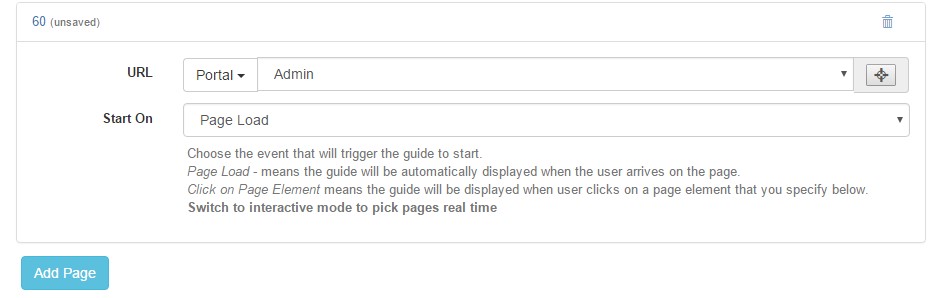 60 (unsaved)
URL Portal Admin
Start On Page Load
Choose the event that will trigger the guide to start.
Page Load - means the guide will be automatically displayed when the user arrives on the page.
Click on Page Element means the guide will be displayed when user clicks on a page element that you specify below.
Switch to interactive mode to pick pages real time
Add Page